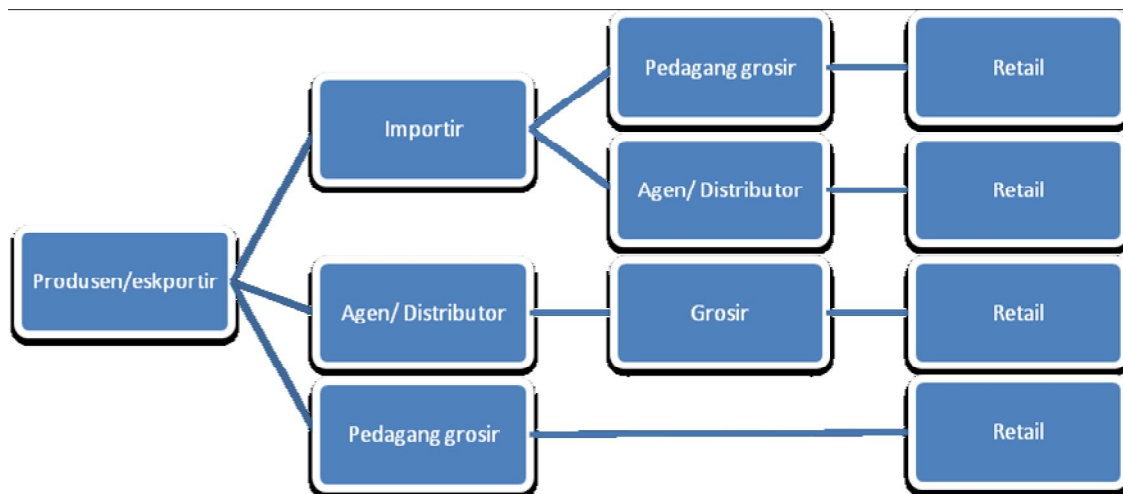 Pedagang grosir
Retail
Importir
Agen/ Distributor
Retail
Produsen/eskportir
Agen/ Distributor
Grosir
Retail
Pedagang grosir
Retail